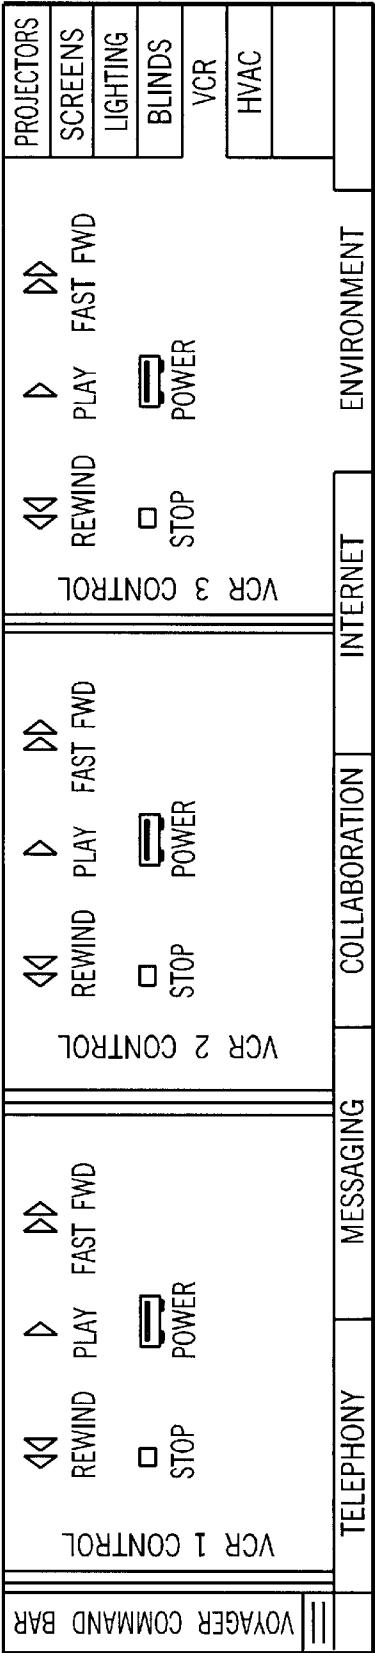 VOYAGER COMMAND BAR
VCR 1 CONTROL
REWIND PLAY FAST FWD
STOP POWER
VCR 2 CONTROL
REWIND PLAY FAST FWD
STOP POWER
VCR 3 CONTROL
REWIND PLAY FAST FWD
STOP POWER
PROJECTORS
SCREENS
LIGHTING
BLINDS
VCR
HVAC
TELEPHONY MESSAGING COLLABORATION INTERNET ENVIRONMENT